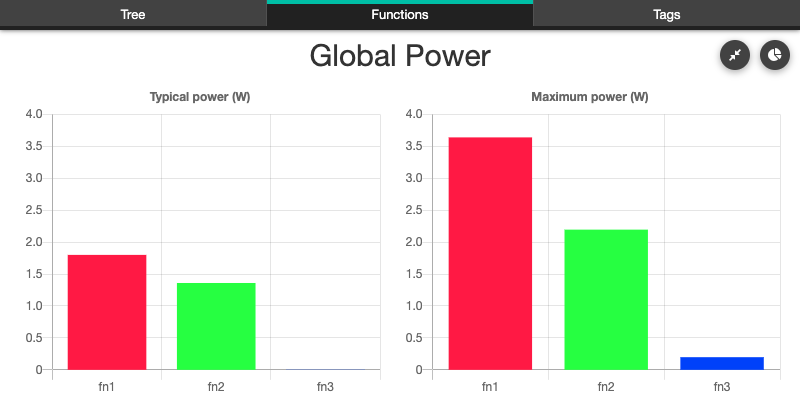 Tree
Functions
Tags
Global Power
Typical power (W)
4.0
3.5
3.0
2.5
2.0
1.5
1.0
0.5
0
fn1
fn2
fn3
Maximum power (W)
4.0
3.5
3.0
2.5
2.0
1.5
1.0
0.5
0
fn1
fn2
fn3